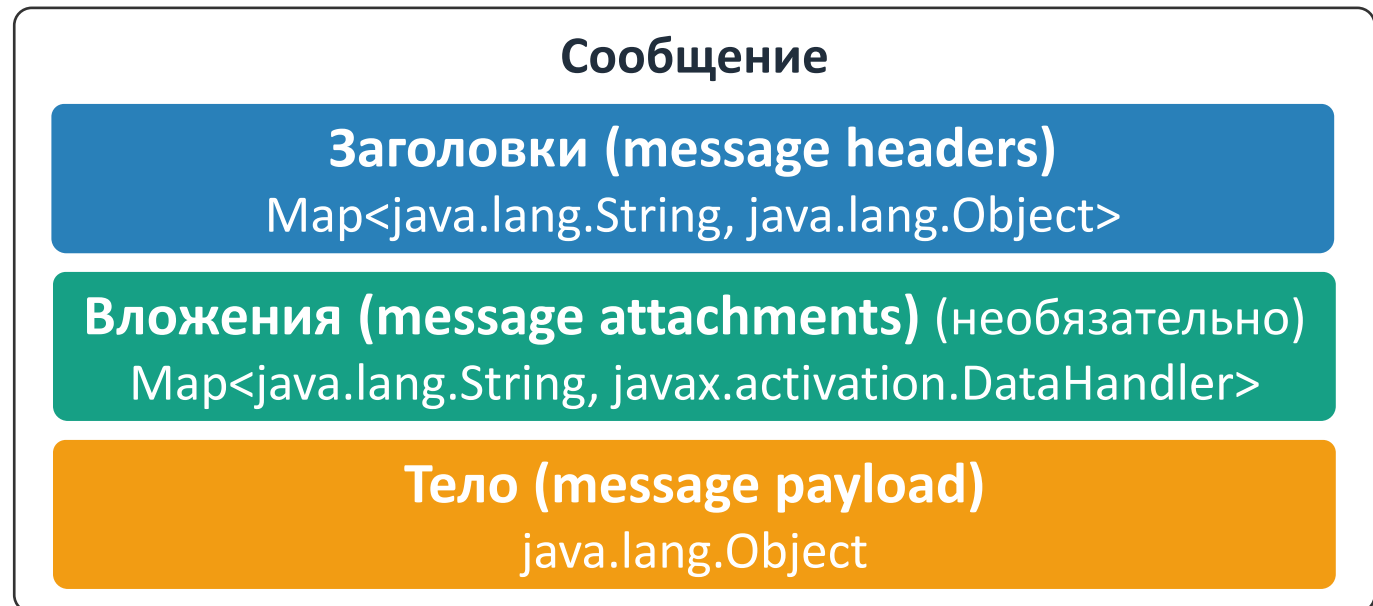 Сообщение
Заголовки (message headers)
Map<java.lang.String, java.lang.Object>
Вложения (message attachments) (необязательно)
Map<java.lang.String, javax.activation.DataHandler>
Тело (message payload)
java.lang.Object